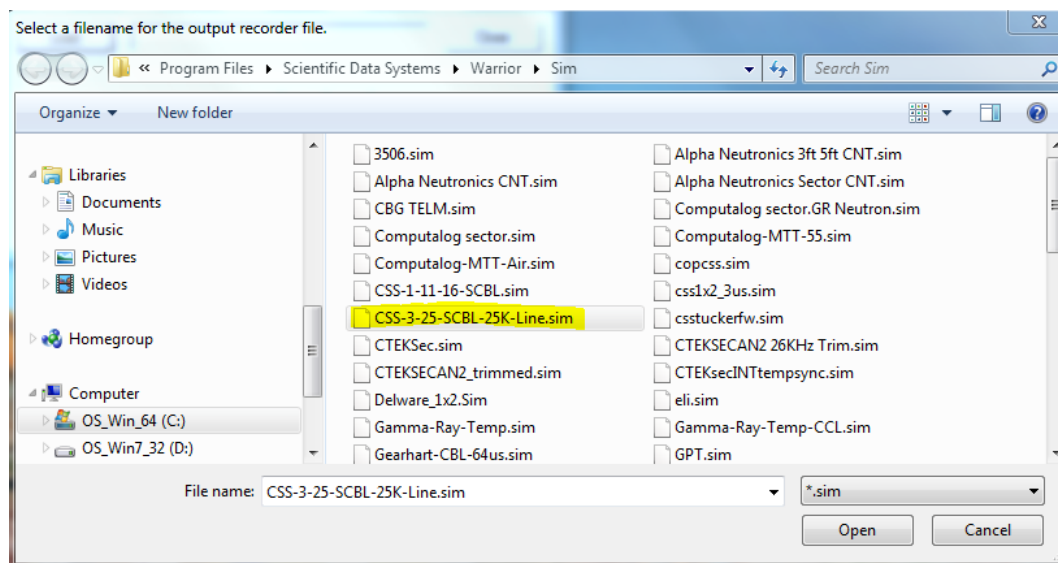 Select a filename for the output recorder file.
« Program Files Scientific Data Systems Warrior Sim
Search Sim
Organize New folder
Libraries
Documents
Music
Pictures
Videos
Homegroup
Computer
OS_Win_64 (C:)
OS_Win7_32 (D:)
3506.sim
Alpha Neutronics CNT.sim
CBG TELM.sim
Computalog sector.sim
Computalog-MTT-Air.sim
CSS-1-11-16-SCBL.sim
CSS-3-25-SCBL-25K-Line.sim
CTEKSec.sim
CTEKSECAN2_trimmed.sim
Delware_1x2.Sim
Gamma-Ray-Temp.sim
Gearhart-CBL-64us.sim
Alpha Neutronics 3ft 5ft CNT.sim
Alpha Neutronics Sector CNT.sim
Computalog sector.GR Neutron.sim
Computalog-MTT-55.sim
copcss.sim
css1x2_3us.sim
csstuckerfw.sim
CTEKSECAN2 26KHz Trim.sim
CTEKsecINTtempsync.sim
eli.sim
Gamma-Ray-Temp-CCL.sim
GPT.sim
File name: CSS-3-25-SCBL-25K-Line.sim
*.sim
Open Cancel